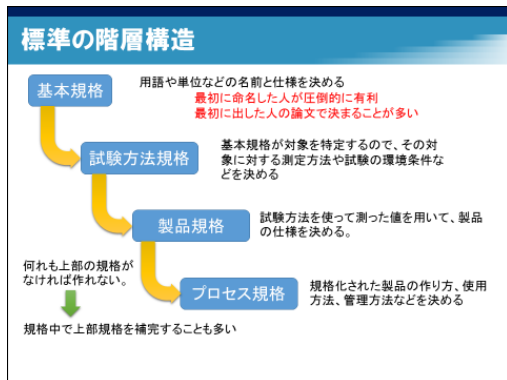 標準の階層構造
基本規格
用語や単位などの名前と仕様を決める
最初に命名した人が圧倒的に有利
最初に出した人の論文で決まることが多い
試験方法規格
基本規格が対象を特定するので、その対
象に対する測定方法や試験の環境条件な
どを決める
製品規格
試験方法を使って測った値を用いて、製品
の仕様を決める。
何れも上部の規格が
なければ作れない。
プロセス規格
規格化された製品の作り方、使用
方法、管理方法などを決める
規格中で上部規格を補完することも多い